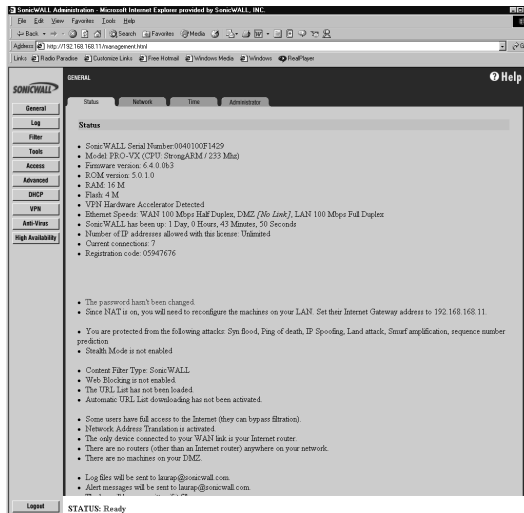 SonicWALL Administration - Microsoft Internet Explorer provided by SonicWALL, INC.
File Edit View Favorites Tools Help
Back Search Favorites Media
Address http://192.168.168.11/management.html
Links Radio Paradise Customize Links Free Hotmail Windows Media Windows RealPlayer
SONICWALL
GENERAL
Help
Status Network Time Administrator
General
Log
Filter
Tools
Access
Advanced
DHCP
VPN
Anti-Virus
High Availability
Status
• SonicWALL Serial Number:0040100F1429
• Model: PRO-VX (CPU: StrongARM / 233 Mhz)
• Firmware version: 6.4.0.0b3
• ROM version: 5.0.1.0
• RAM: 16 M
• Flash: 4 M
• VPN Hardware Accelerator Detected
• Ethernet Speeds: WAN 100 Mbps Half Duplex, DMZ [No Link], LAN 100 Mbps Full Duplex
• SonicWALL has been up: 1 Day, 0 Hours, 43 Minutes, 50 Seconds
• Number of IP addresses allowed with this license: Unlimited
• Current connections: 7
• Registration code: 05947676
• The password hasn't been changed.
• Since NAT is on, you will need to reconfigure the machines on your LAN. Set their Internet Gateway address to 192.168.168.11.
• You are protected from the following attacks: Syn flood, Ping of death, IP Spoofing, Land attack, Smurf amplification, sequence number
prediction
• Stealth Mode is not enabled
• Content Filter Type: SonicWALL
• Web Blocking is not enabled.
• The URL List has not been loaded.
• Automatic URL List downloading has not been activated.
• Some users have full access to the Internet (they can bypass filtration).
• Network Address Translation is activated.
• The only device connected to your WAN link is your Internet router.
• There are no routers (other than an Internet router) anywhere on your network.
• There are no machines on your DMZ.
• Log files will be sent to laurap@sonicwall.com.
• Alert messages will be sent to laurap@sonicwall.com.
Logout
STATUS: Ready